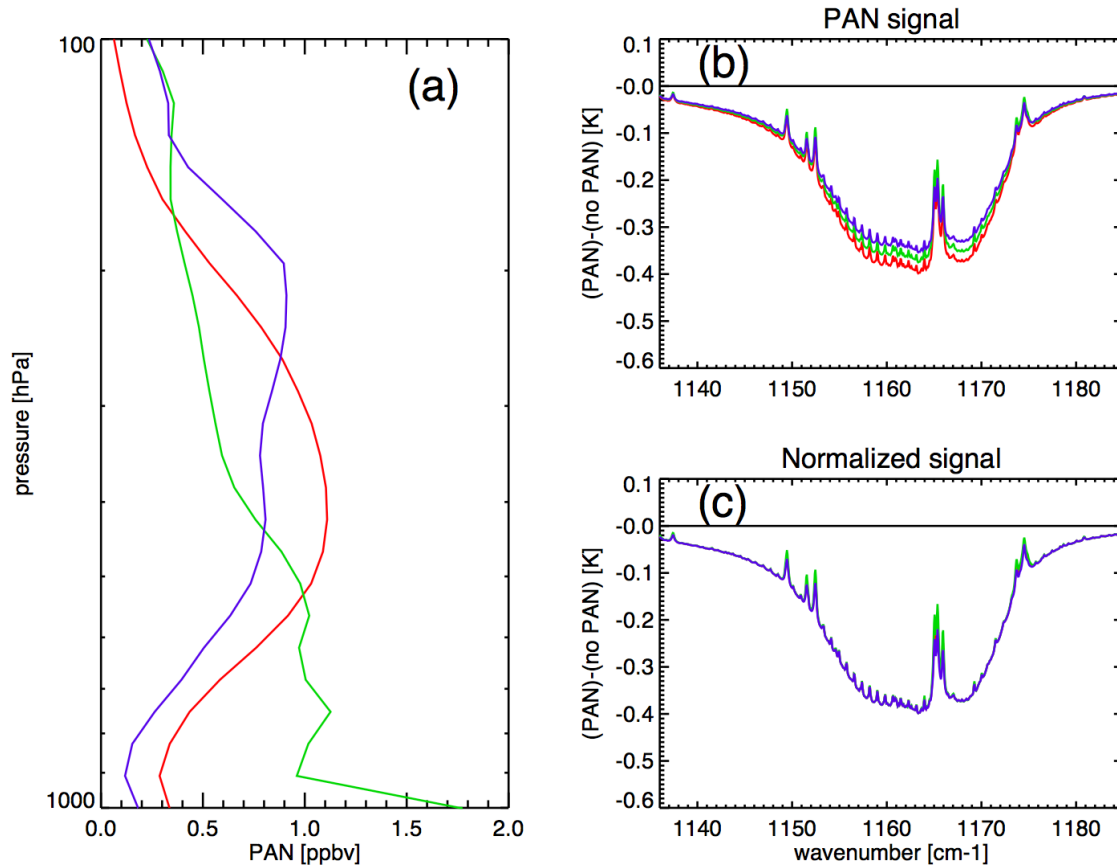 (a)
100
pressure [hPa]
1000
0.0 0.5 1.0 1.5 2.0
PAN [ppbv]
PAN signal
(b)
0.1
-0.0
-0.1
-0.2
-0.3
-0.4
-0.5
-0.6
(PAN)-(no PAN) [K]
1140 1150 1160 1170 1180
Normalized signal
(c)
0.1
-0.0
-0.1
-0.2
-0.3
-0.4
-0.5
-0.6
(PAN)-(no PAN) [K]
1140 1150 1160 1170 1180
wavenumber [cm-1]